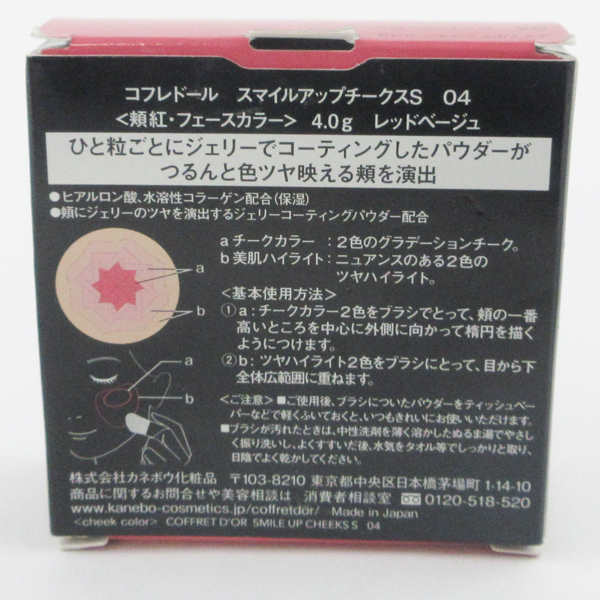 コフレドール　スマイルアップチークスS　04
＜頬紅・フェースカラー＞　4.0g　レッドベージュ
ひと粒ごとにジェリーでコーティングしたパウダーが
つるんと色ツヤ映える頬を演出
●ヒアルロン酸、水溶性コラーゲン配合（保湿）
●頬にジェリーのツヤを演出するジェリーコーティングパウダー配合
a チークカラー　：2色のグラデーションチーク。
b 美肌ハイライト：ニュアンスのある2色の
ツヤハイライト。
a
b
＜基本使用方法＞
①a：チークカラー2色をブラシでとって、頬の一番
高いところを中心に外側に向かって楕円を描く
ようにつけます。
②b：ツヤハイライト2色をブラシにとって、目から下
全体広範囲に重ねます。
a
b
＜ご注意＞ ■ご使用後、ブラシについたパウダーをティッシュペー
パーなどで軽くふいておくと、いつもきれいにお使いいただけます。
■ブラシが汚れたときは、中性洗剤を薄く溶かしたぬるま湯でやさし
く振り洗いし、よくすすいだ後、水気をタオル等でしっかりと取り、
日陰でよく乾かしてください。
株式会社カネボウ化粧品　〒103-8210 東京都中央区日本橋茅場町1-14-10
商品に関するお問合せや美容相談は 消費者相談室 0120-518-520
www.kanebo-cosmetics.jp/coffretdor/ Made in Japan
<cheek color> COFFRET D'OR SMILE UP CHEEKS S 04